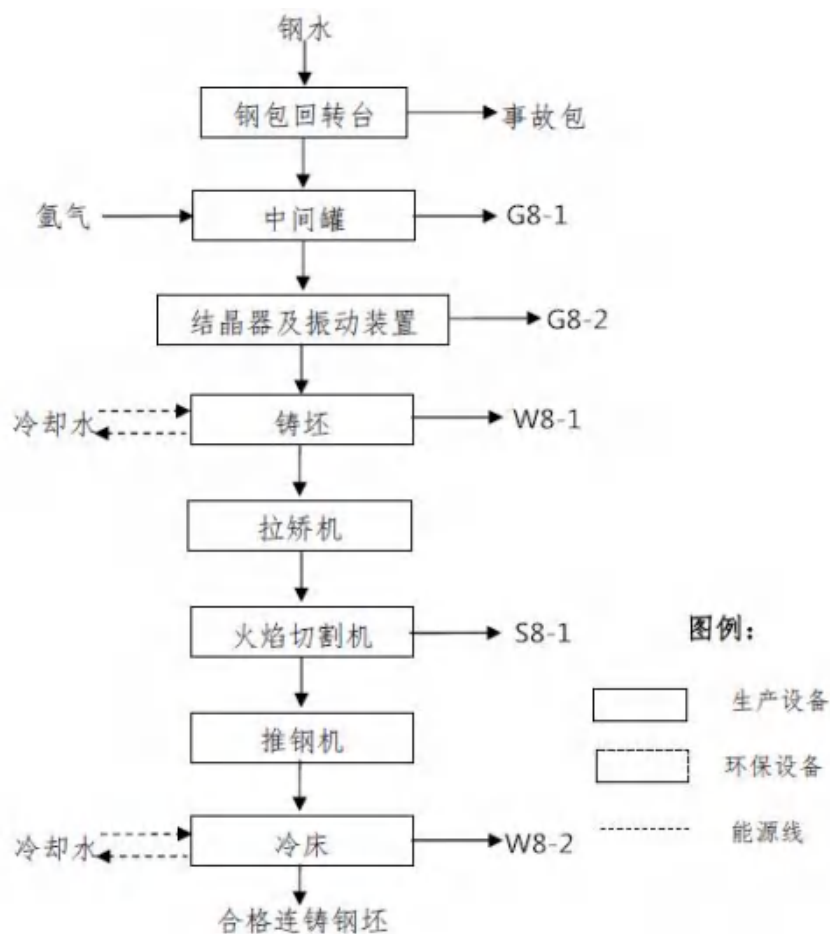 钢水
钢包回转台
事故包
氩气
中间罐
G8-1
结晶器及振动装置
G8-2
冷却水
铸坯
W8-1
拉矫机
火焰切割机
S8-1
图例：
生产设备
推钢机
环保设备
能源线
冷却水
冷床
W8-2
合格连铸钢坯